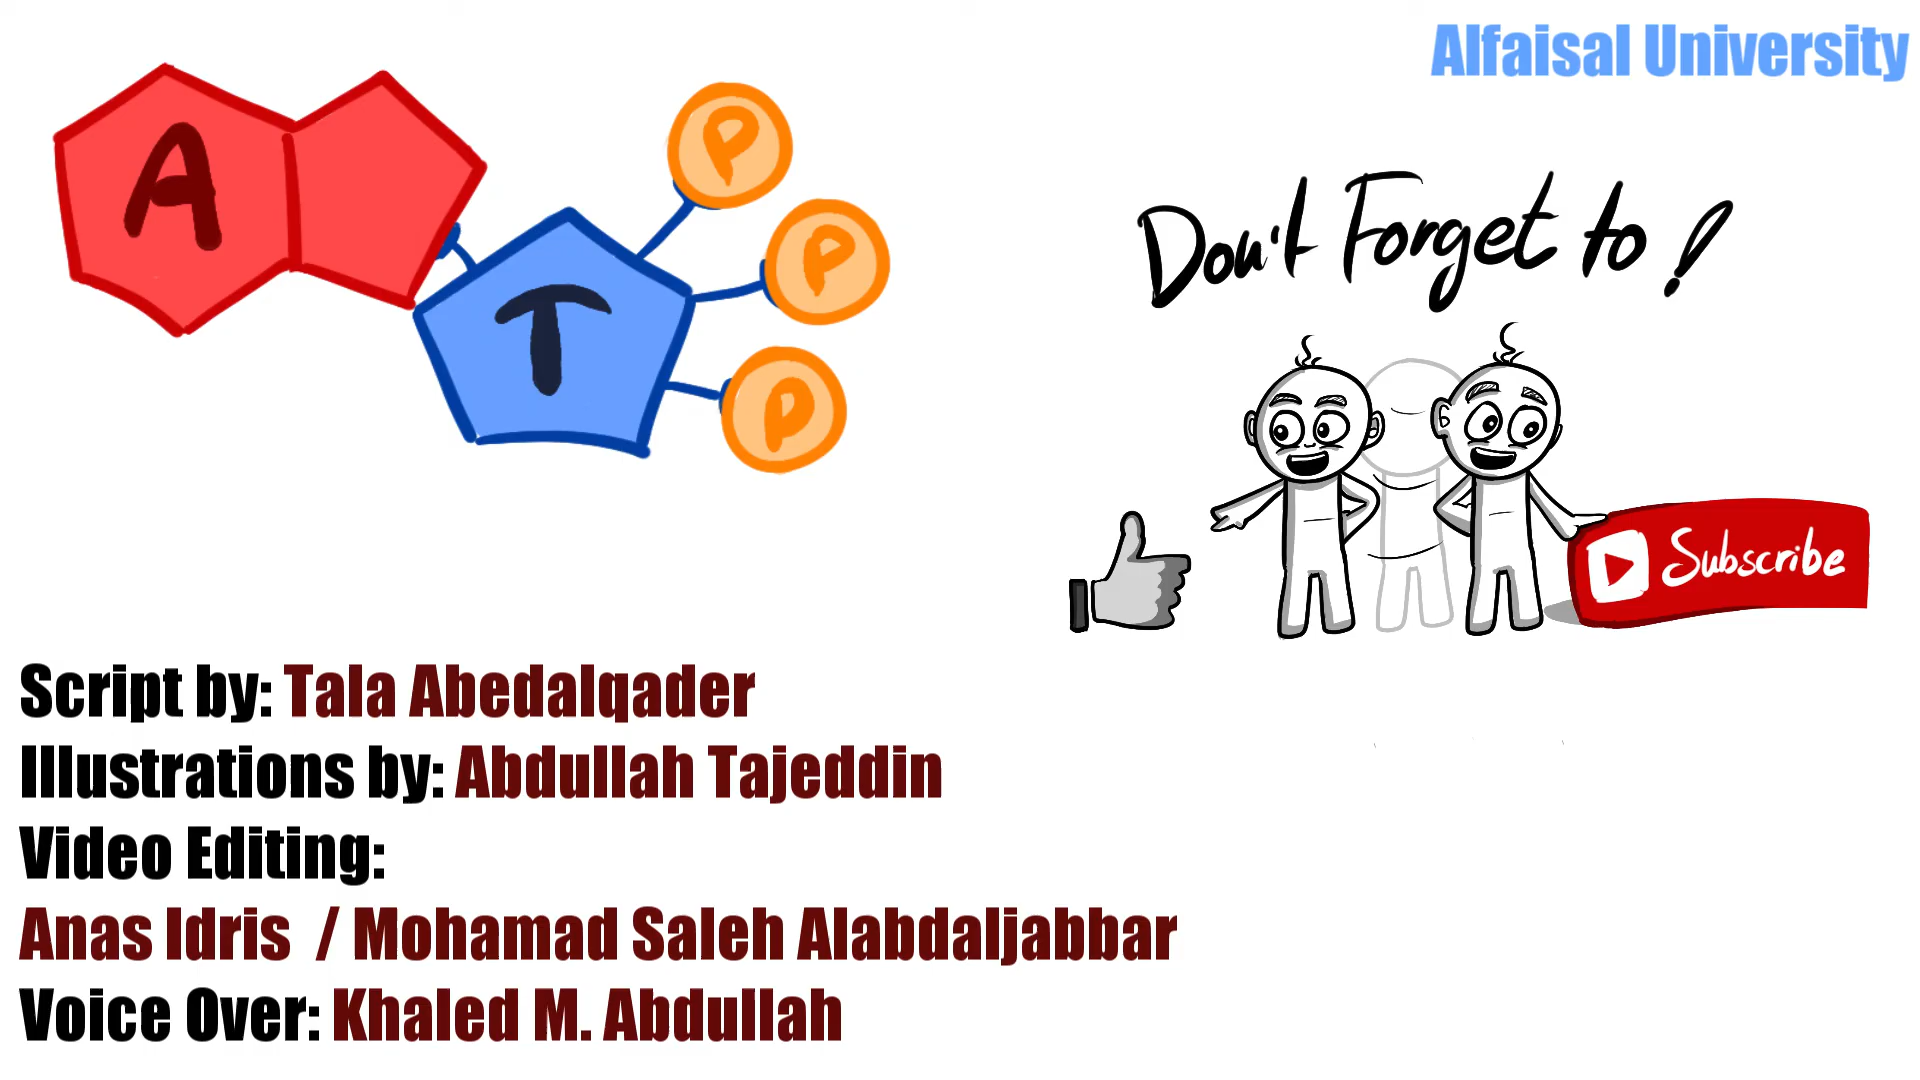 Alfaisal University
A
T
P
P
P
Don't Forget to !
Subscribe
Script by: Tala Abedalqader
Illustrations by: Abdullah Tajeddin
Video Editing:
Anas Idris / Mohamad Saleh Alabdaljabbar
Voice Over: Khaled M. Abdullah